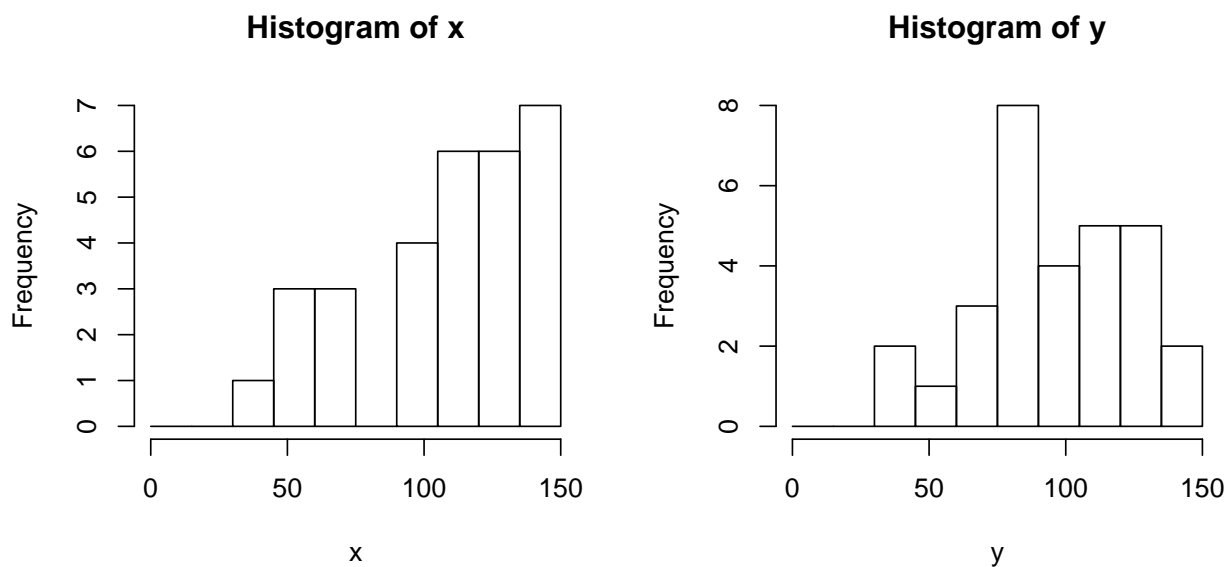 Histogram of x
Frequency
0 1 2 3 4 5 6 7
0 50 100 150
x
Histogram of y
Frequency
0 2 4 6 8
0 50 100 150
y